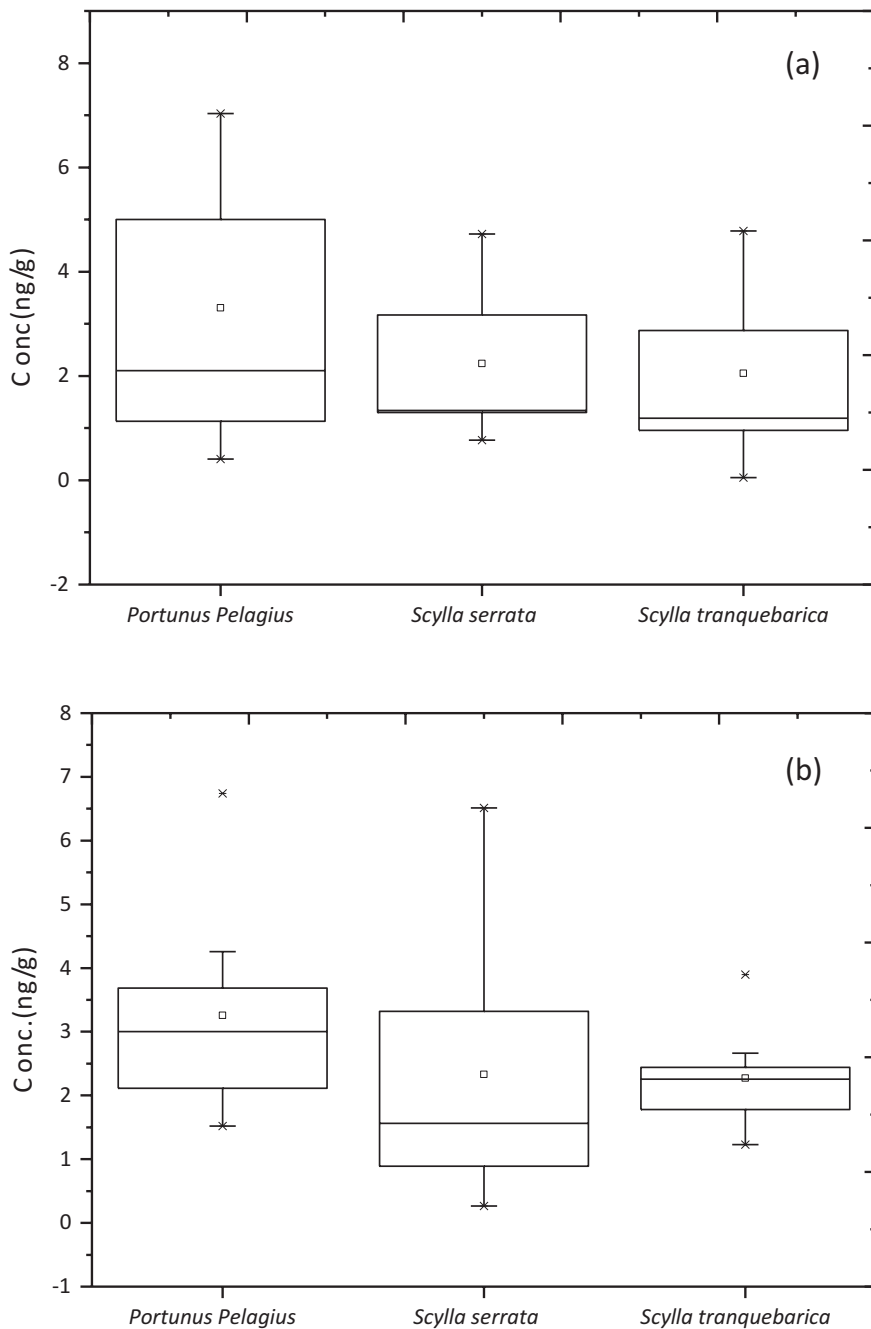 (a)
8
6
4
2
0
-2
C onc(ng/g)
Portunus Pelagius Scylla serrata Scylla tranquebarica
(b)
8
7
6
5
4
3
2
1
0
-1
C onc.(ng/g)
Portunus Pelagius Scylla serrata Scylla tranquebarica